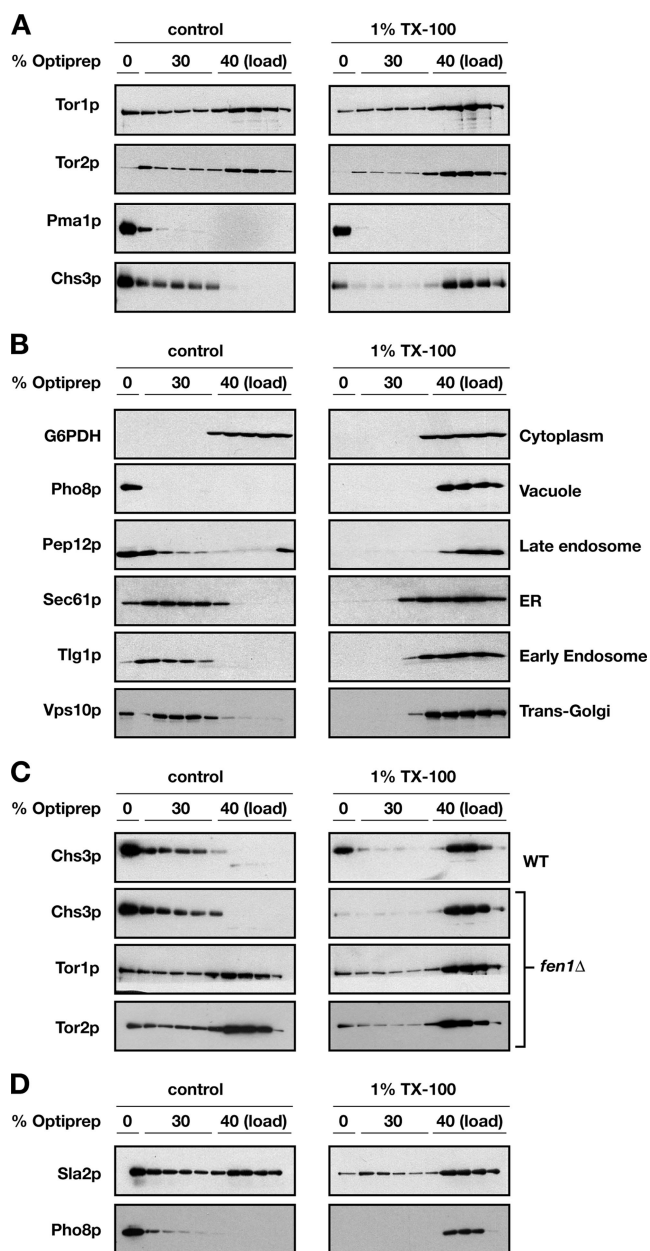 A
control 1% TX-100
% Optiprep 0 30 40 (load) 0 30 40 (load)
Tor1p
Tor2p
Pma1p
Chs3p
B
control 1% TX-100
% Optiprep 0 30 40 (load) 0 30 40 (load)
G6PDH Cytoplasm
Pho8p Vacuole
Pep12p Late endosome
Sec61p ER
Tlg1p Early Endosome
Vps10p Trans-Golgi
C
control 1% TX-100
% Optiprep 0 30 40 (load) 0 30 40 (load)
Chs3p WT
Chs3p
Tor1p fen1Δ
Tor2p
D
control 1% TX-100
% Optiprep 0 30 40 (load) 0 30 40 (load)
Sla2p
Pho8p